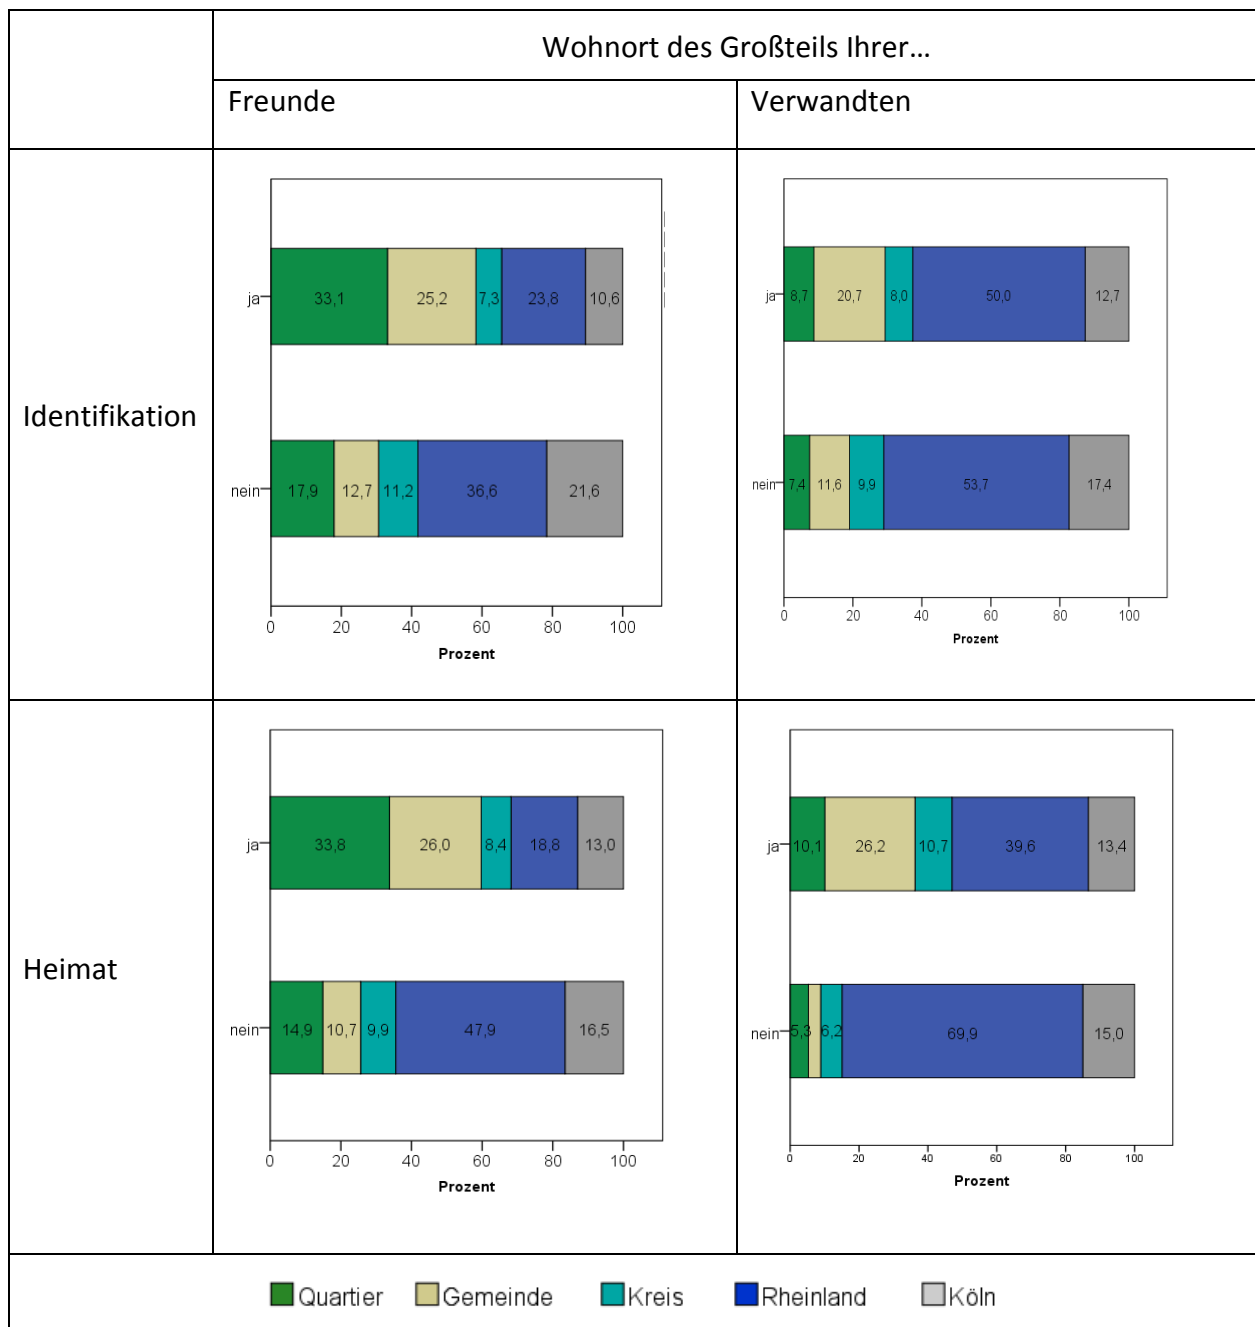 Wohnort des Großteils Ihrer…
Freunde Verwandten
Identifikation
ja 33,1 25,2 7,3 23,8 10,6
nein 17,9 12,7 11,2 36,6 21,6
0 20 40 60 80 100
Prozent
ja 8,7 20,7 8,0 50,0 12,7
nein 7,4 11,6 9,9 53,7 17,4
0 20 40 60 80 100
Prozent
Heimat
ja 33,8 26,0 8,4 18,8 13,0
nein 14,9 10,7 9,9 47,9 16,5
0 20 40 60 80 100
Prozent
ja 10,1 26,2 10,7 39,6 13,4
nein 5,3 6,2 69,9 15,0
0 20 40 60 80 100
Prozent
Quartier Gemeinde Kreis Rheinland Köln